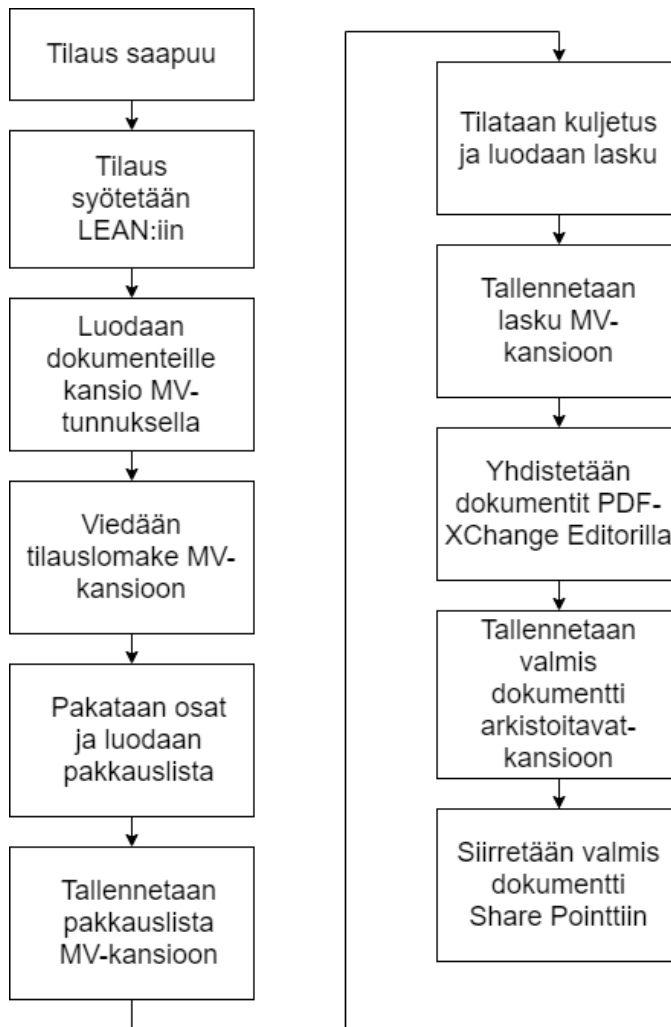 Tilaus saapuu
Tilaus
syötetään
LEAN:iin
Luodaan
dokumenteille
kansio MV-
tunnuksella
Viedään
tilauslomake MV-
kansioon
Pakataan osat
ja luodaan
pakkauslista
Tallennetaan
pakkauslista
MV-kansioon
Tilataan kuljetus
ja luodaan lasku
Tallennetaan
lasku MV-
kansioon
Yhdistetään
dokumentit PDF-
XChange Editorilla
Tallennetaan
valmis
dokumentti
arkistoitavat-
kansioon
Siirretään valmis
dokumentti
Share Pointtiin